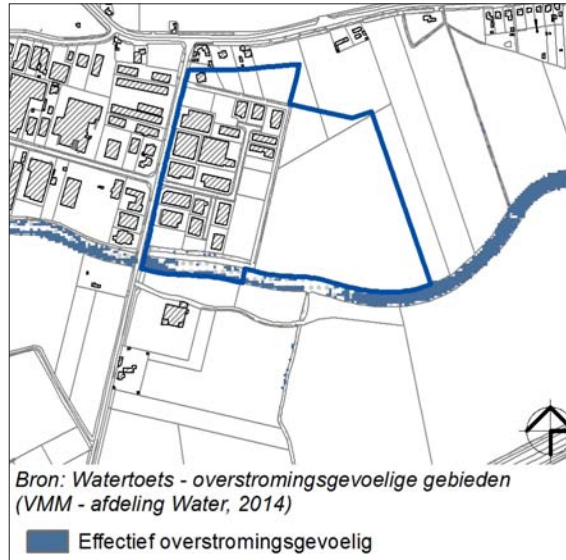 Bron: Watertoets - overstromingsgevoelige gebieden
(VMM - afdeling Water, 2014)
Effectief overstromingsgevoelig